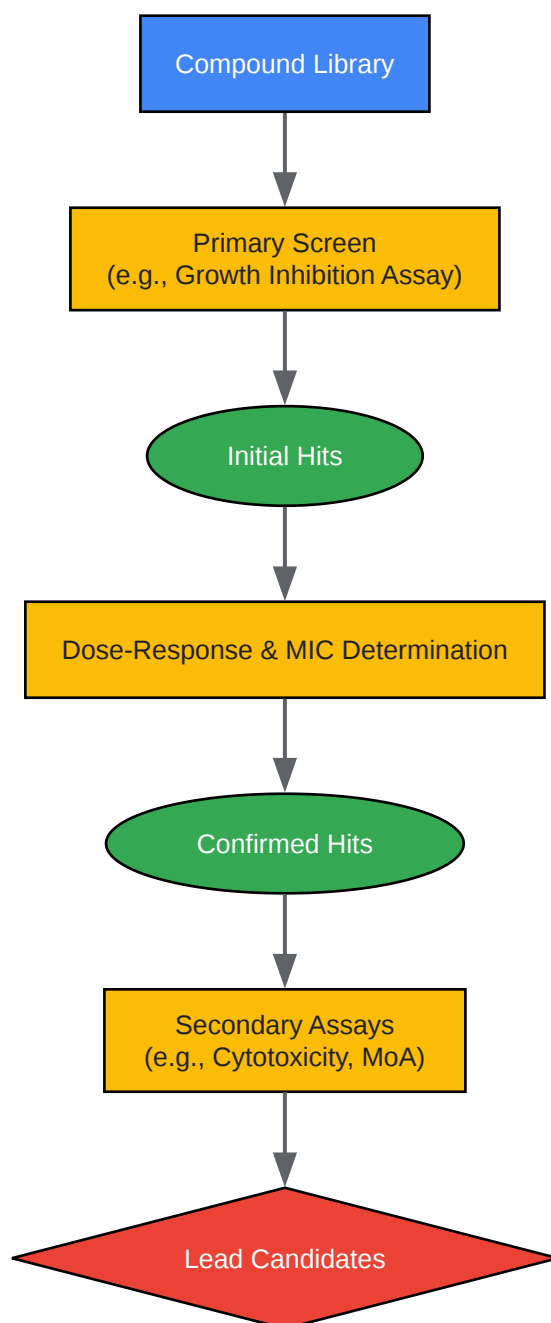 Compound Library
Primary Screen
(e.g., Growth Inhibition Assay)
Initial Hits
Dose-Response & MIC Determination
Confirmed Hits
Secondary Assays
(e.g., Cytotoxicity, MoA)
Lead Candidates